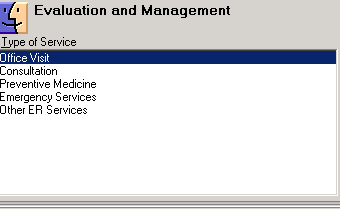 Evaluation and Management
Type of Service
Office Visit
Consultation
Preventive Medicine
Emergency Services
Other ER Services